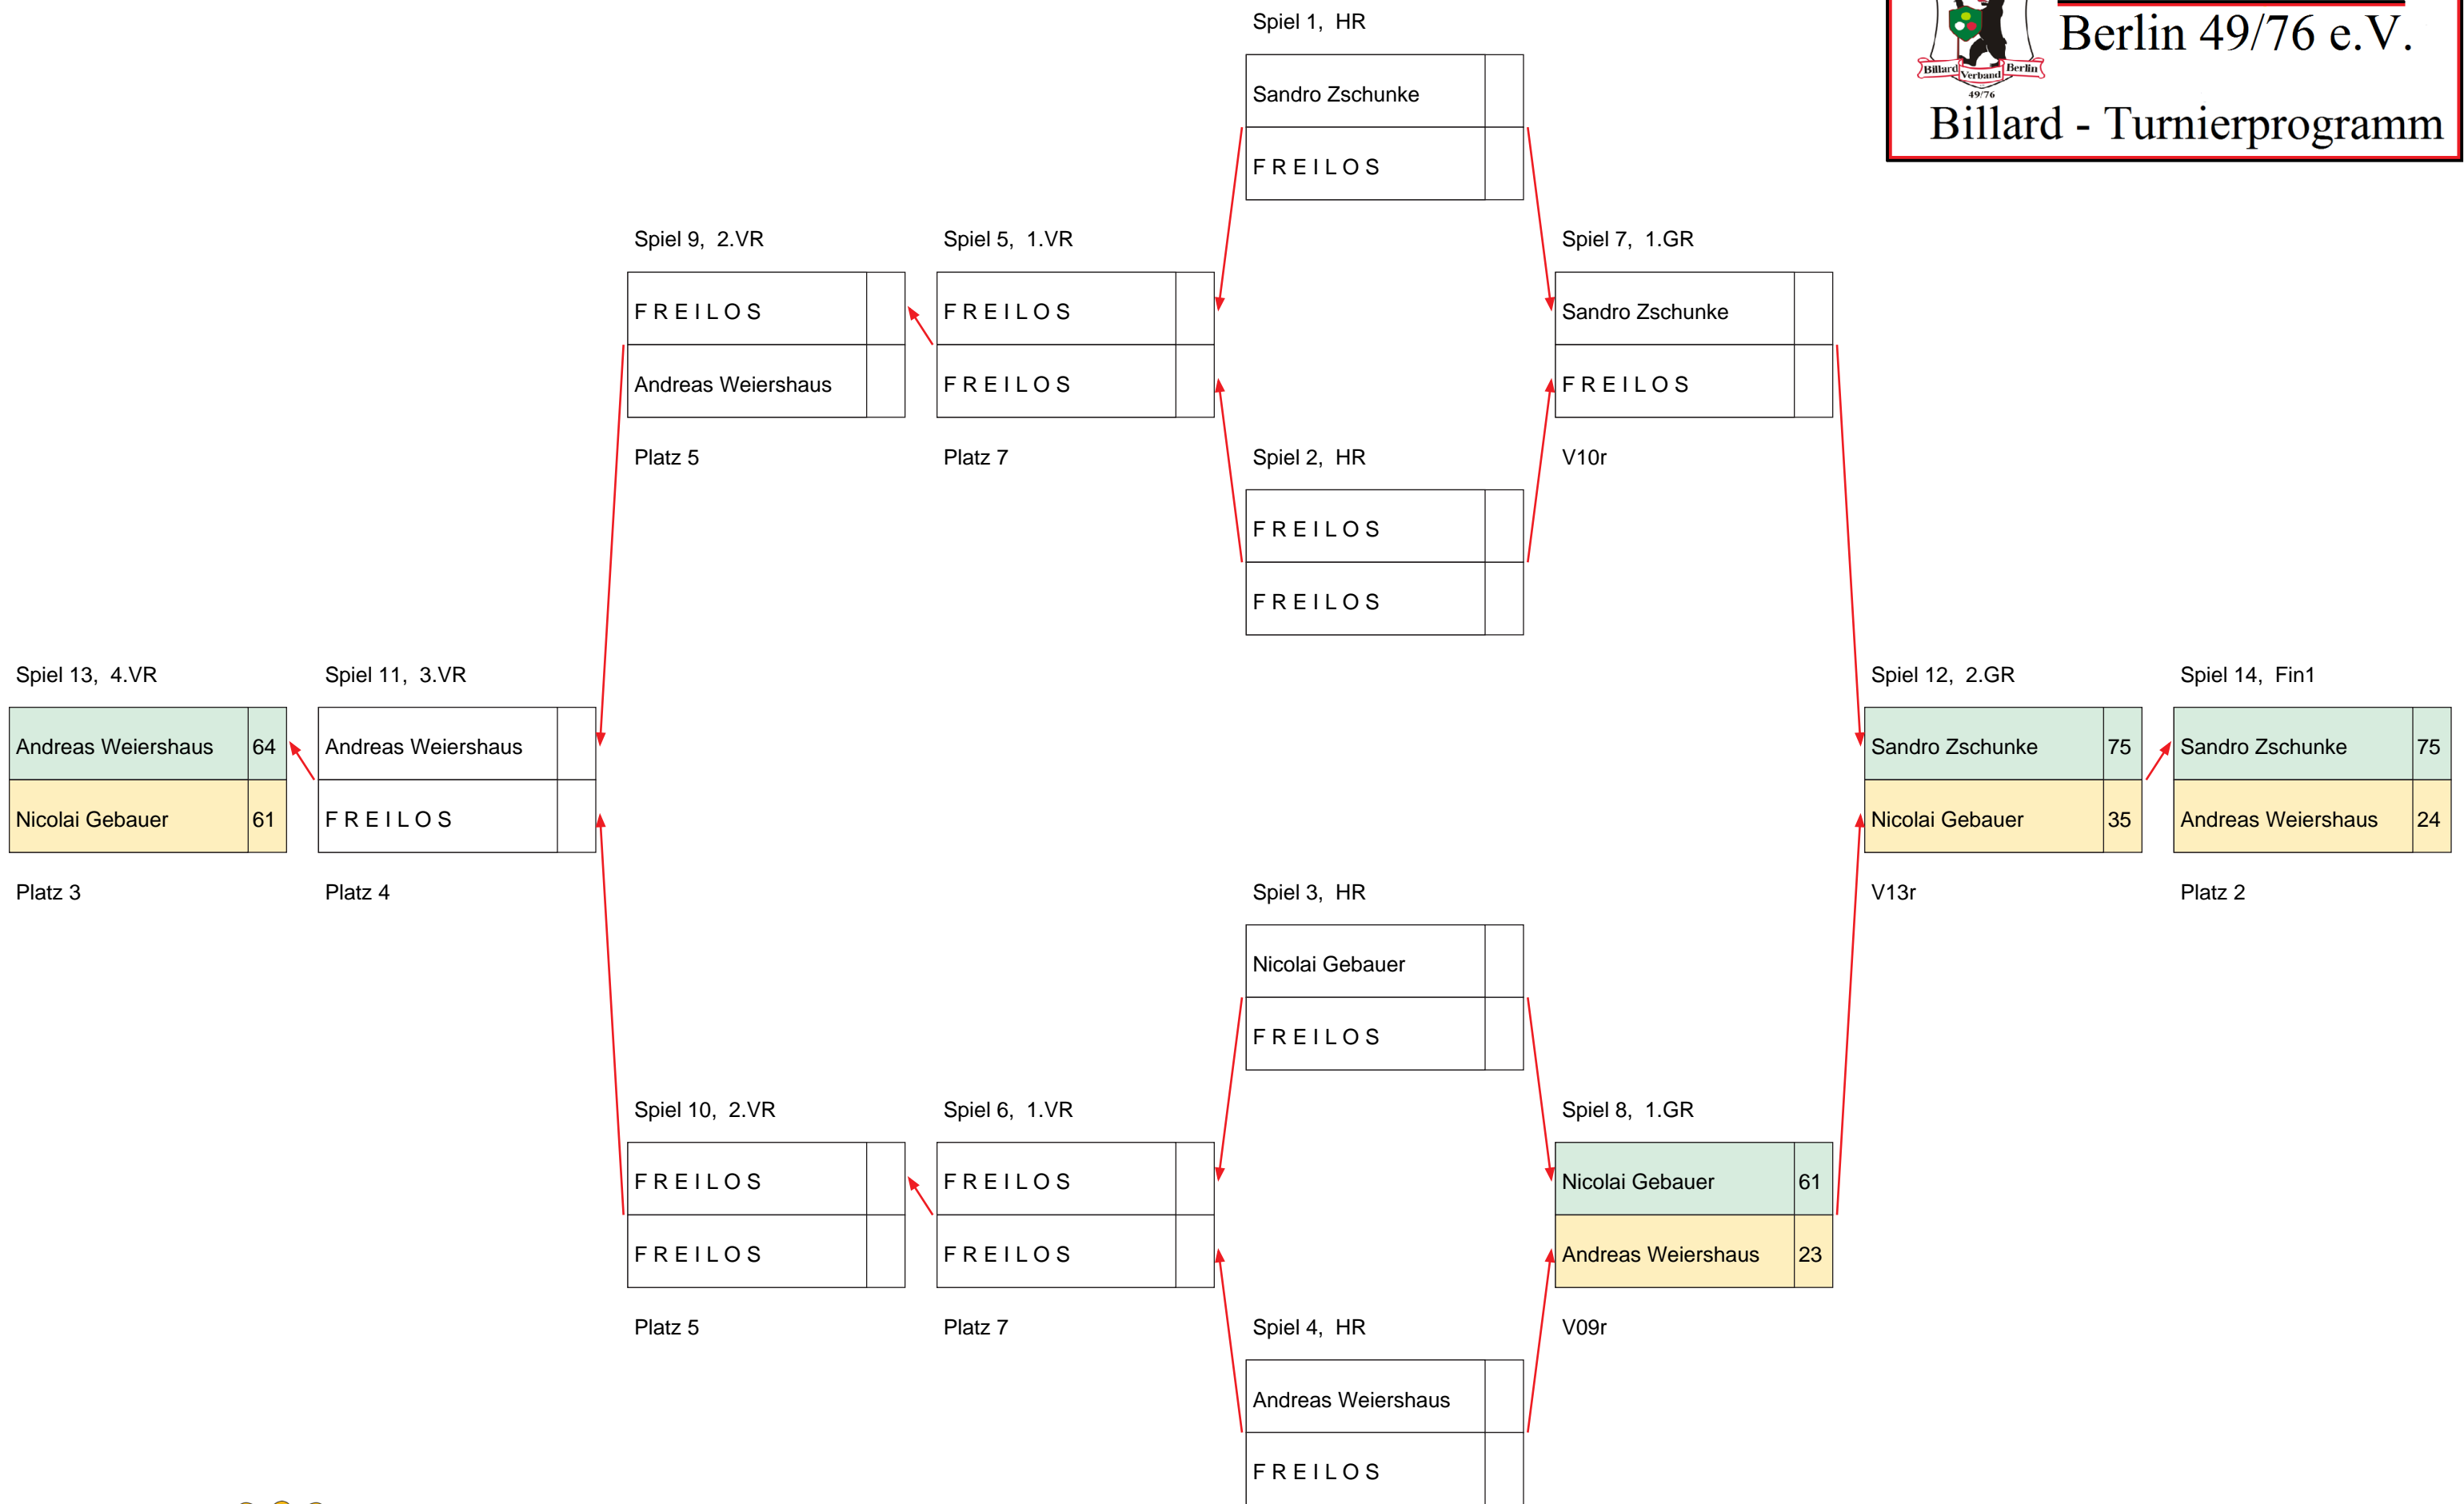 Spiel 1, HR
Berlin 49/76 e.V.
Billard Verband Berlin
49/76
Billard - Turnierprogramm
Sandro Zschunke
F R E I L O S
Spiel 9, 2.VR
Spiel 5, 1.VR
Spiel 7, 1.GR
F R E I L O S
F R E I L O S
Sandro Zschunke
Andreas Weiershaus
F R E I L O S
F R E I L O S
Platz 5
Platz 7
Spiel 2, HR
V10r
F R E I L O S
F R E I L O S
Spiel 13, 4.VR
Spiel 11, 3.VR
Spiel 12, 2.GR
Spiel 14, Fin1
Andreas Weiershaus 64
Andreas Weiershaus
Sandro Zschunke 75
Sandro Zschunke 75
Nicolai Gebauer 61
F R E I L O S
Nicolai Gebauer 35
Andreas Weiershaus 24
Platz 3
Platz 4
Spiel 3, HR
V13r
Platz 2
Nicolai Gebauer
F R E I L O S
Spiel 10, 2.VR
Spiel 6, 1.VR
Spiel 8, 1.GR
F R E I L O S
F R E I L O S
Nicolai Gebauer 61
F R E I L O S
F R E I L O S
Andreas Weiershaus 23
Platz 5
Platz 7
Spiel 4, HR
V09r
Andreas Weiershaus
F R E I L O S